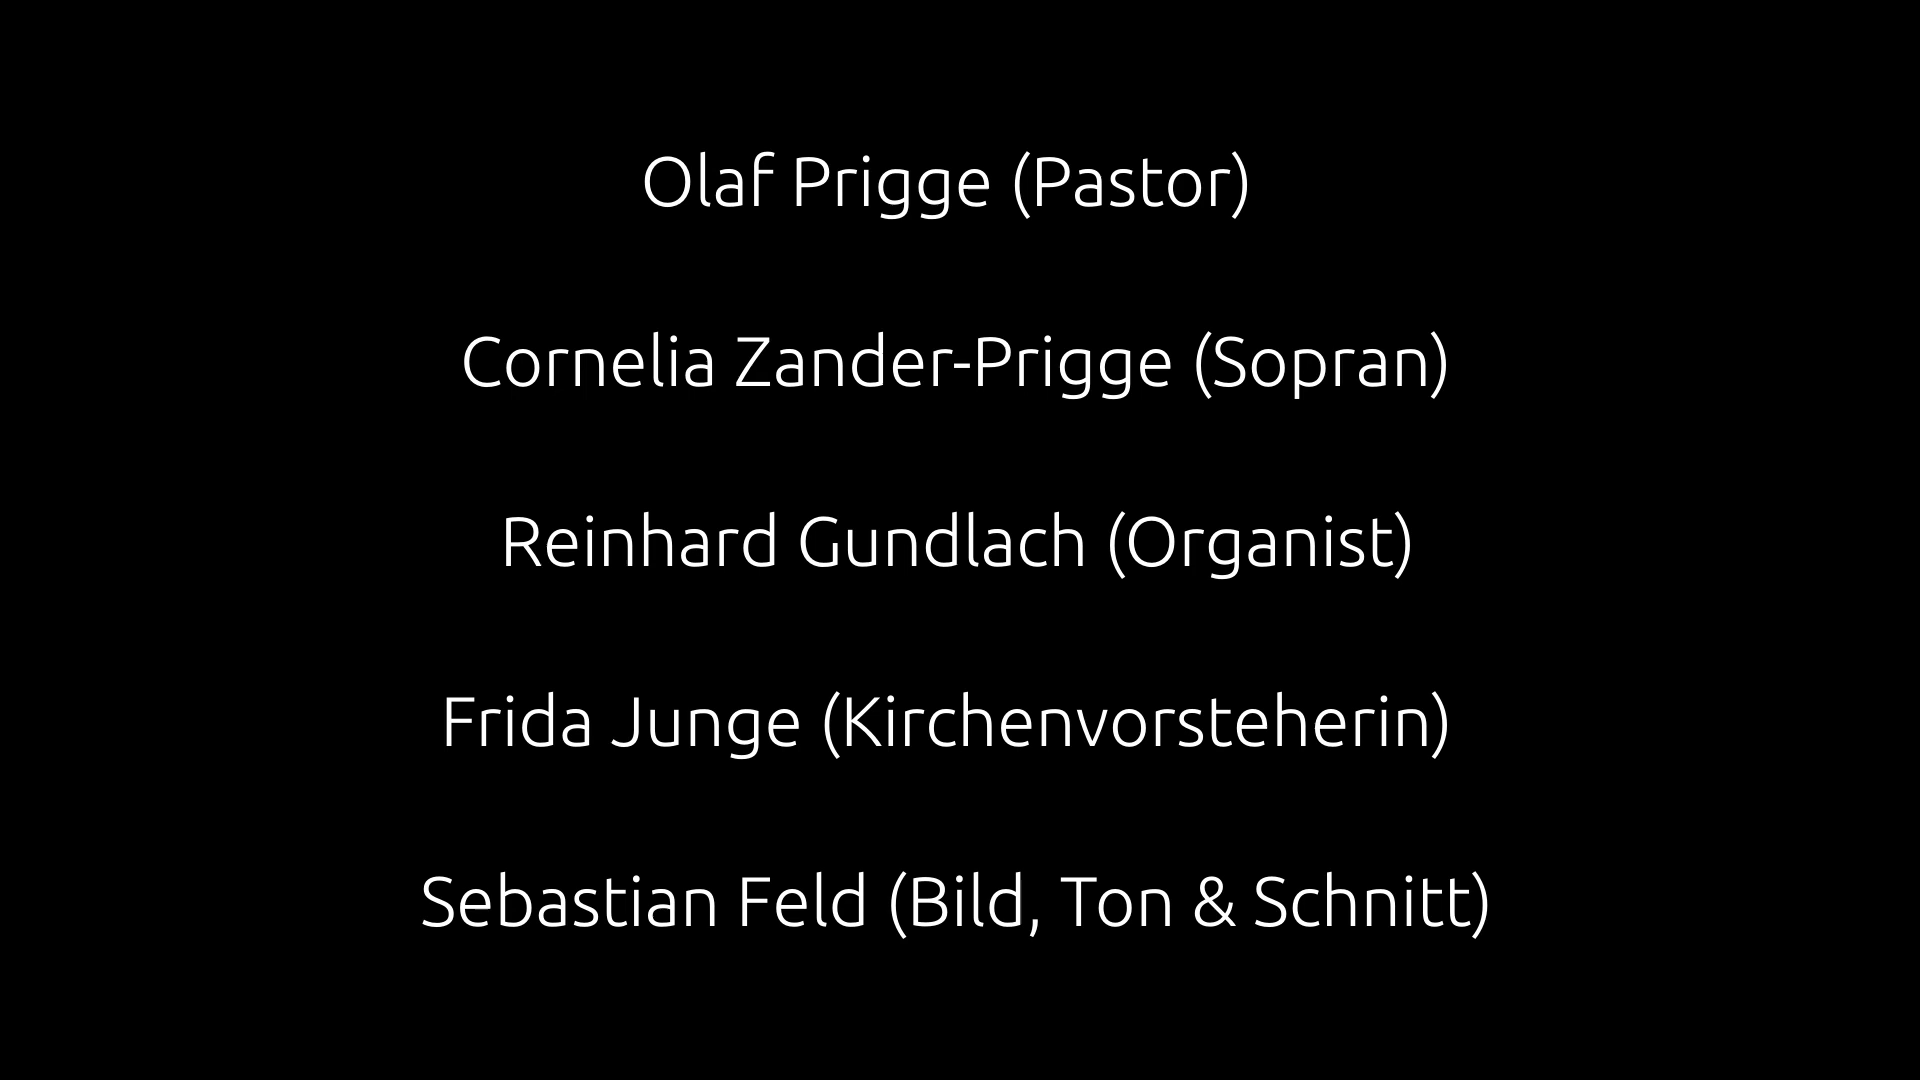 Olaf Prigge (Pastor)
Cornelia Zander-Prigge (Sopran)
Reinhard Gundlach (Organist)
Frida Junge (Kirchenvorsteherin)
Sebastian Feld (Bild, Ton & Schnitt)